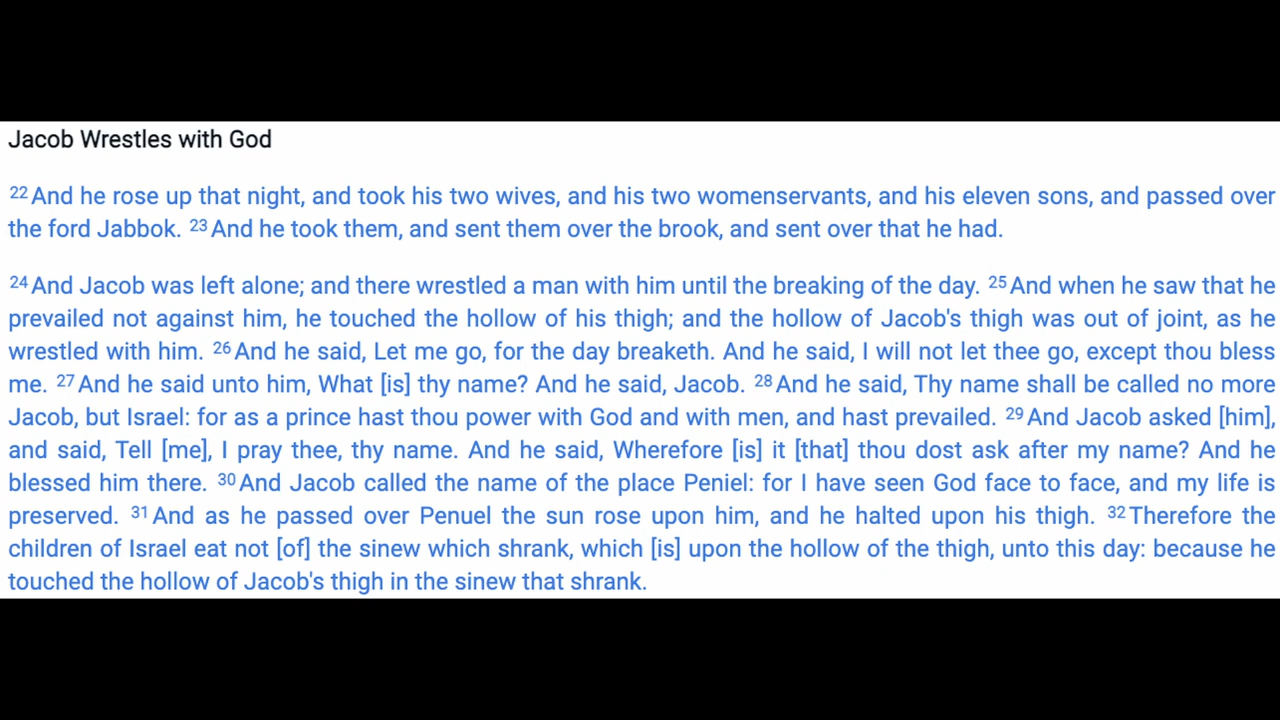 Jacob Wrestles with God
22 And he rose up that night, and took his two wives, and his two womenservants, and his eleven sons, and passed over
the ford Jabbok. 23 And he took them, and sent them over the brook, and sent over that he had.
24 And Jacob was left alone; and there wrestled a man with him until the breaking of the day. 25 And when he saw that he
prevailed not against him, he touched the hollow of his thigh; and the hollow of Jacob's thigh was out of joint, as he
wrestled with him. 26 And he said, Let me go, for the day breaketh. And he said, I will not let thee go, except thou bless
me. 27 And he said unto him, What [is] thy name? And he said, Jacob. 28 And he said, Thy name shall be called no more
Jacob, but Israel: for as a prince hast thou power with God and with men, and hast prevailed. 29 And Jacob asked [him],
and said, Tell [me], I pray thee, thy name. And he said, Wherefore [is] it [that] thou dost ask after my name? And he
blessed him there. 30 And Jacob called the name of the place Peniel: for I have seen God face to face, and my life is
preserved. 31 And as he passed over Penuel the sun rose upon him, and he halted upon his thigh. 32 Therefore the
children of Israel eat not [of] the sinew which shrank, which [is] upon the hollow of the thigh, unto this day: because he
touched the hollow of Jacob's thigh in the sinew that shrank.